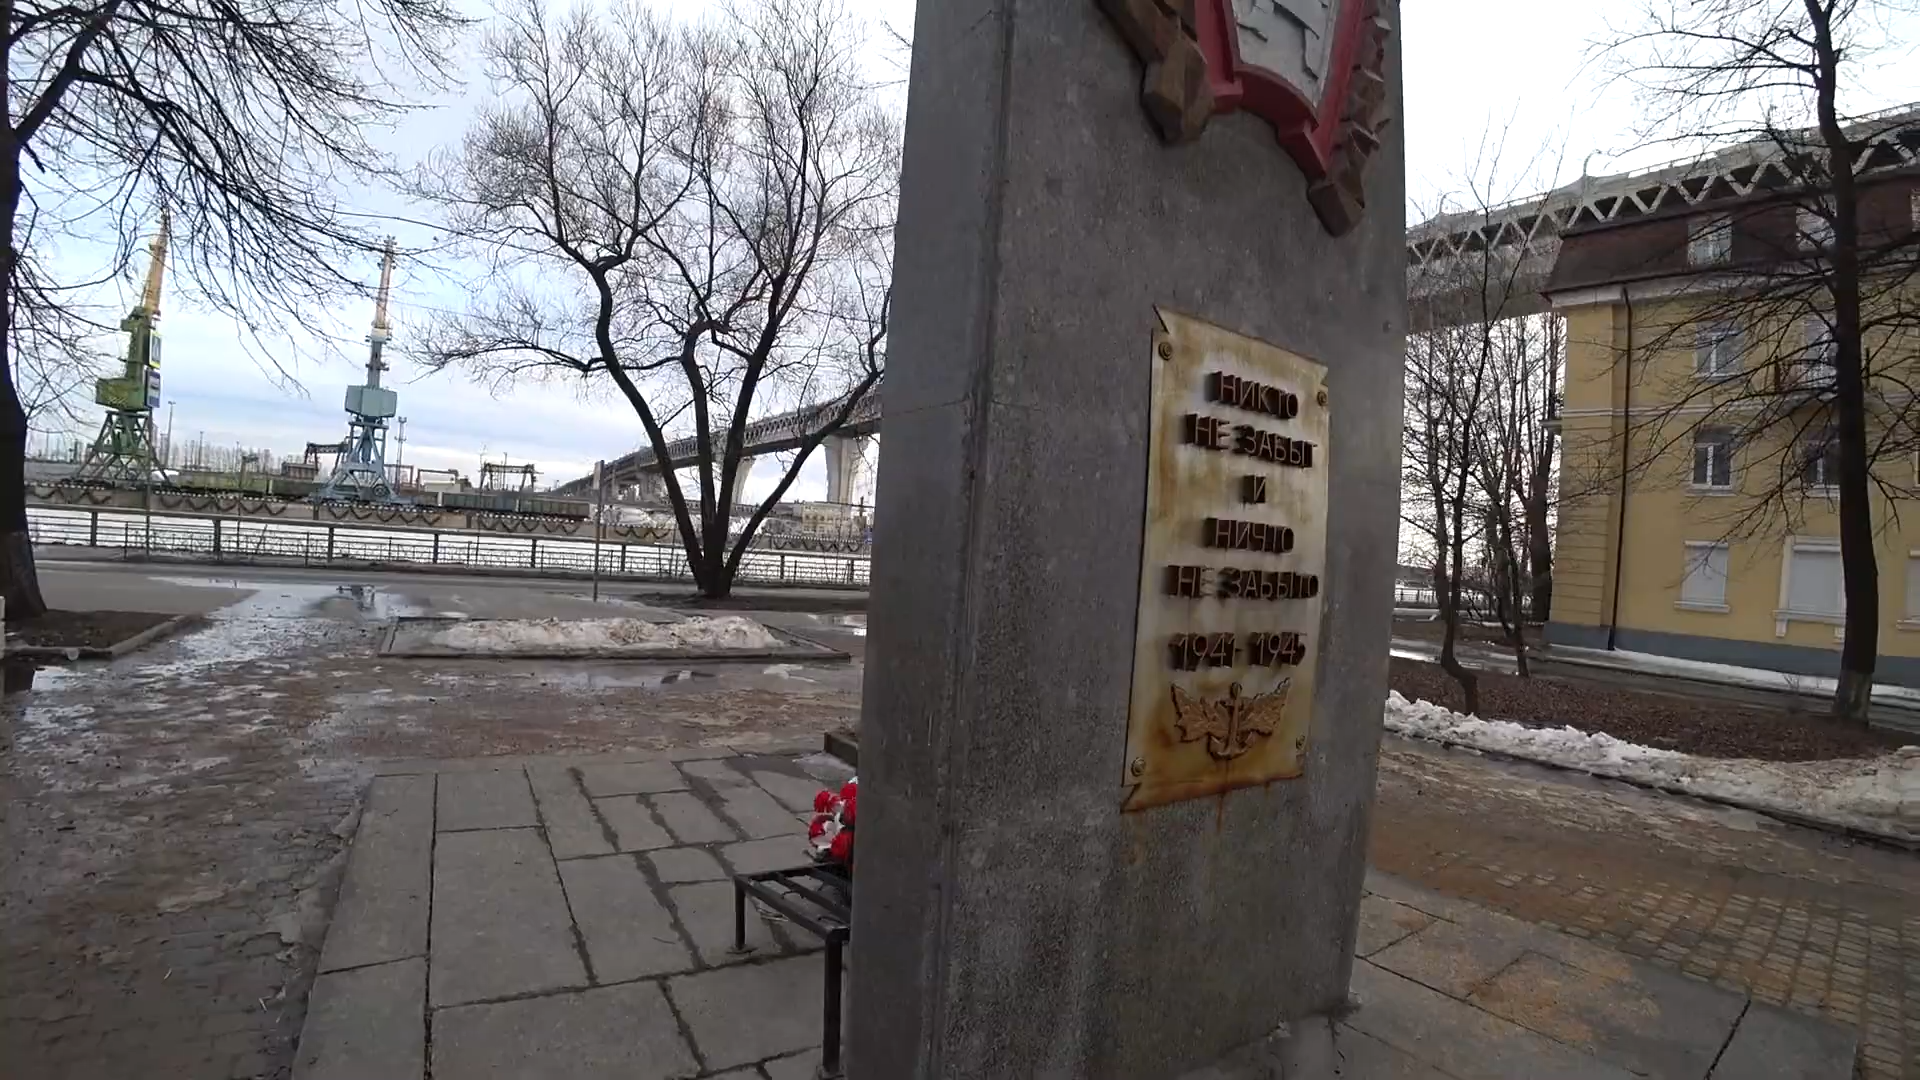 НИКТО
НЕ ЗАБЫТ
И
НИЧТО
НЕ ЗАБЫТО
1941-1945